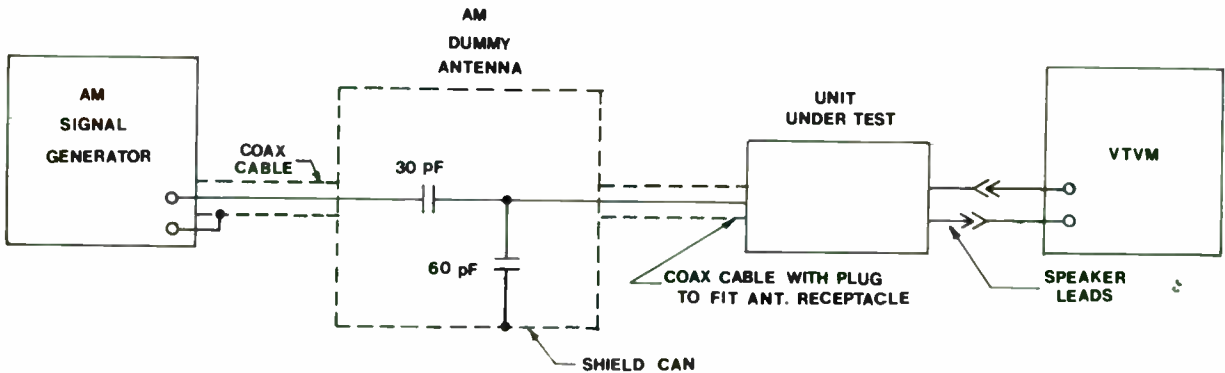 AM
DUMMY
ANTENNA
AM
SIGNAL
GENERATOR
COAX
CABLE
30 pF
60 pF
UNIT
UNDER TEST
VTVM
COAX CABLE WITH PLUG
TO FIT ANT. RECEPTACLE
SPEAKER
LEADS
SHIELD CAN